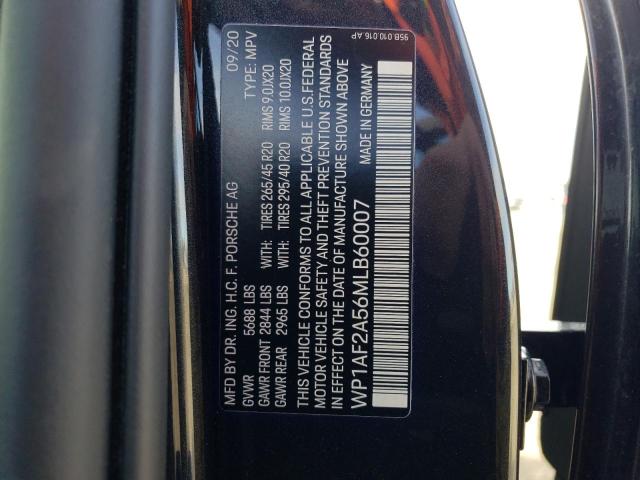 MFD BY DR. ING. H.C. F. PORSCHE AG 09/20
GVWR 5688 LBS TYPE: MPV
GAWR FRONT 2844 LBS TIRES 265/45 R20 RIMS 9.0JX20
GAWR REAR 2965 LBS TIRES 295/40 R20 RIMS 10.0JX20
THIS VEHICLE CONFORMS TO ALL APPLICABLE U.S. FEDERAL
MOTOR VEHICLE SAFETY AND THEFT PREVENTION STANDARDS
IN EFFECT ON THE DATE OF MANUFACTURE SHOWN ABOVE
WP1AF2A56MLB60007 MADE IN GERMANY
95B.010.016.AP